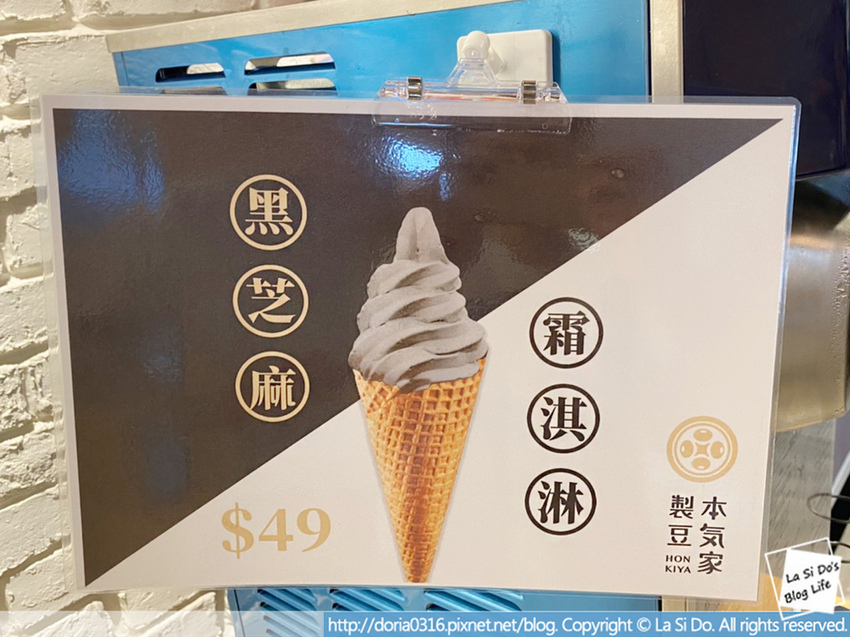 黑芝麻
霜淇淋
$49
本気家
製豆
HON
KIYA
La Si Do's
Blog Life
http://doria0316.pixnet.net/blog. Copyright © La Si Do. All rights reserved.